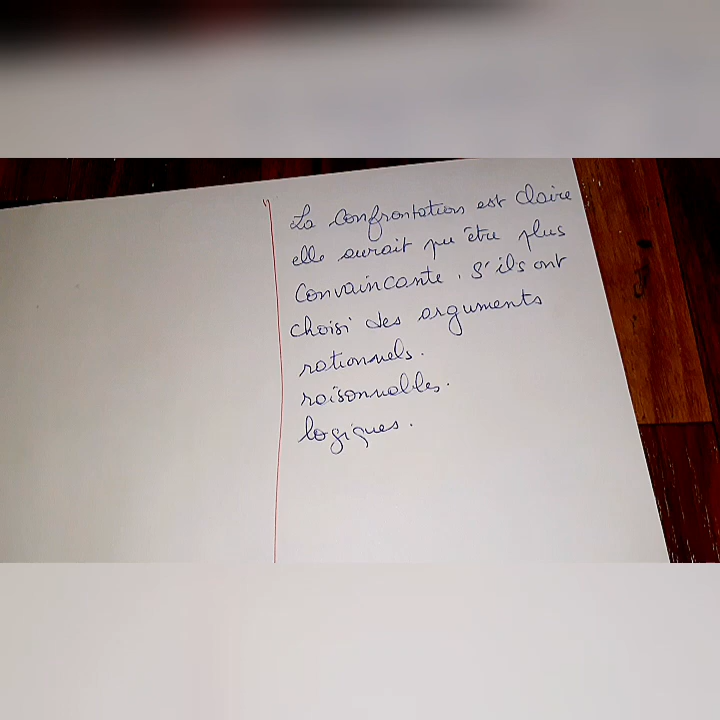 La confrontation est claire
elle aurait pu être plus
convaincante. S'ils ont
choisi des arguments
rationnels.
raisonnables.
logiques.